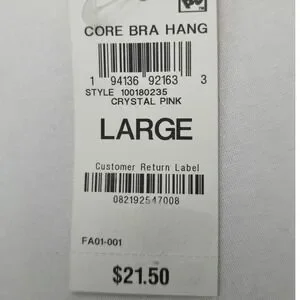 CORE BRA HANG
1 94136 92163 3
STYLE 100180235
CRYSTAL PINK
LARGE
Customer Return Label
082192547008
FA01-001
$21.50